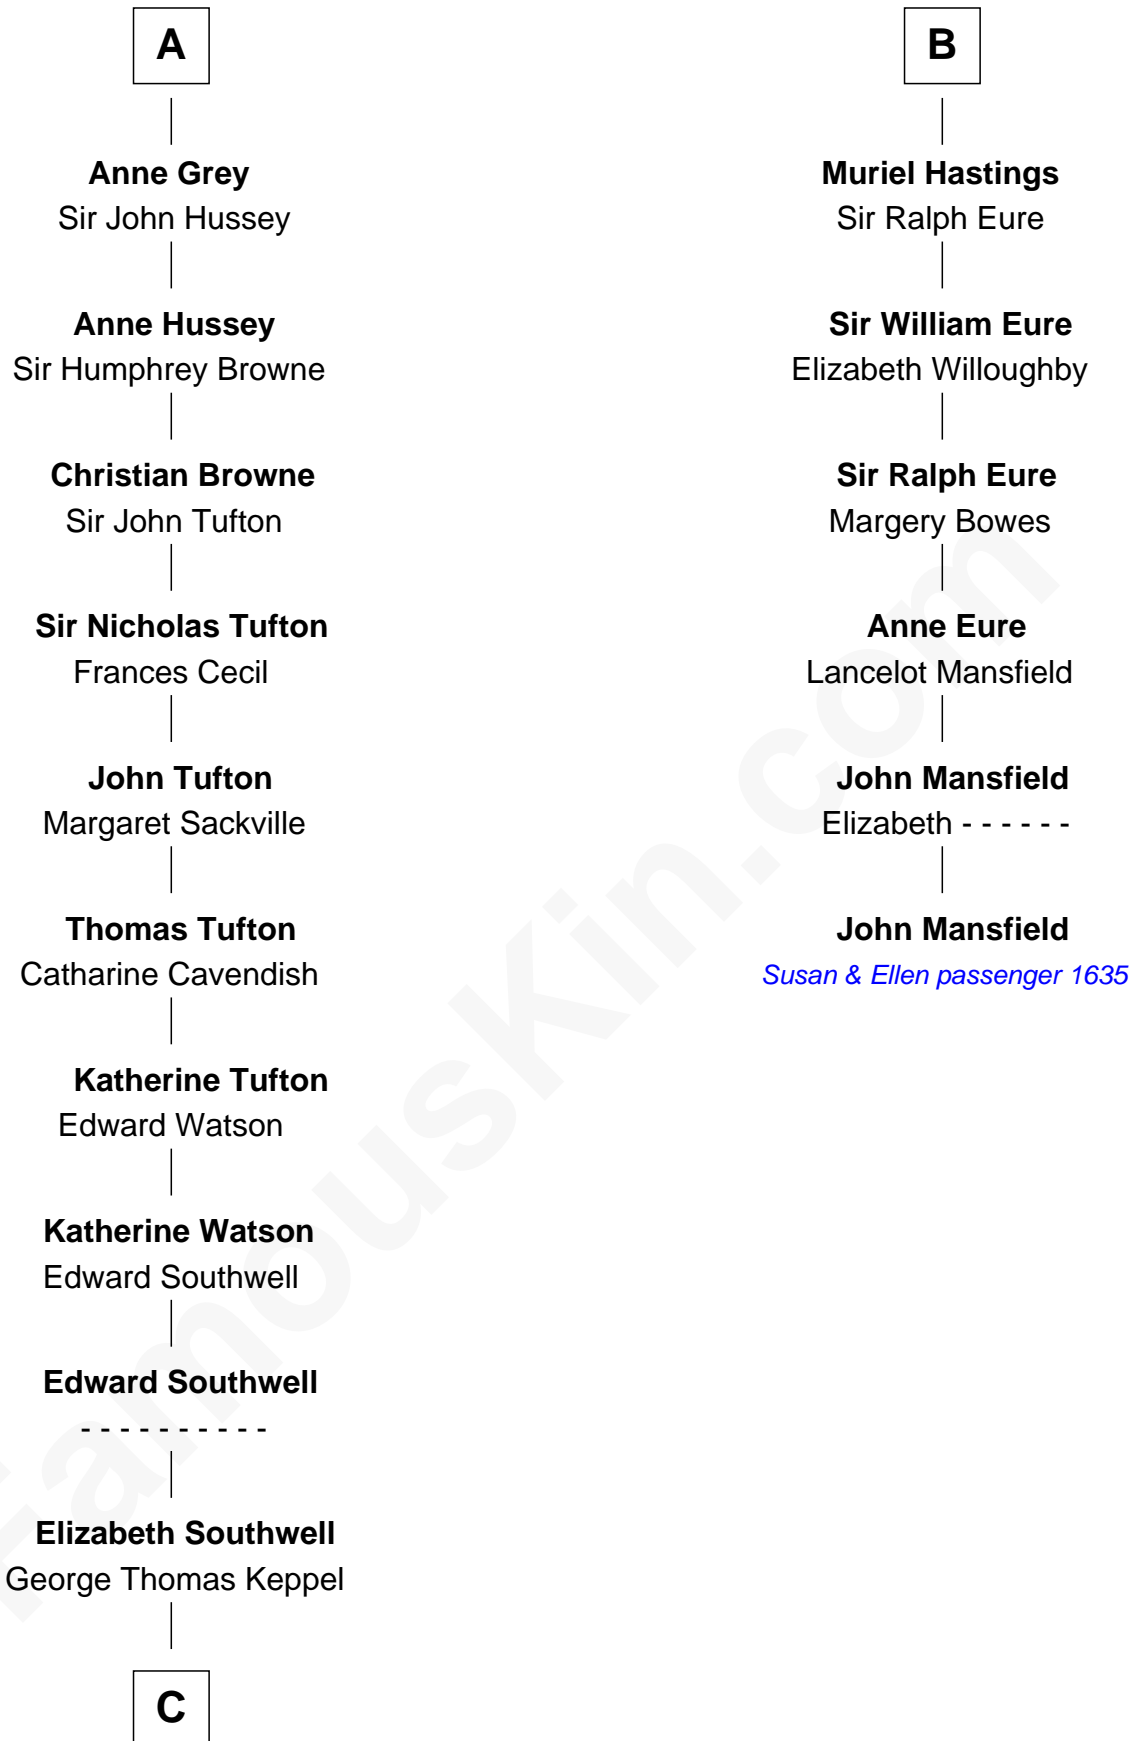 A
Anne Grey
Sir John Hussey
Anne Hussey
Sir Humphrey Browne
Christian Browne
Sir John Tufton
Sir Nicholas Tufton
Frances Cecil
John Tufton
Margaret Sackville
Thomas Tufton
Catharine Cavendish
Katherine Tufton
Edward Watson
Katherine Watson
Edward Southwell
Edward Southwell
- - - - - - - - - -
Elizabeth Southwell
George Thomas Keppel
C
B
Muriel Hastings
Sir Ralph Eure
Sir William Eure
Elizabeth Willoughby
Sir Ralph Eure
Margery Bowes
Anne Eure
Lancelot Mansfield
John Mansfield
Elizabeth - - - - - -
John Mansfield
Susan & Ellen passenger 1635
FamousKin.com